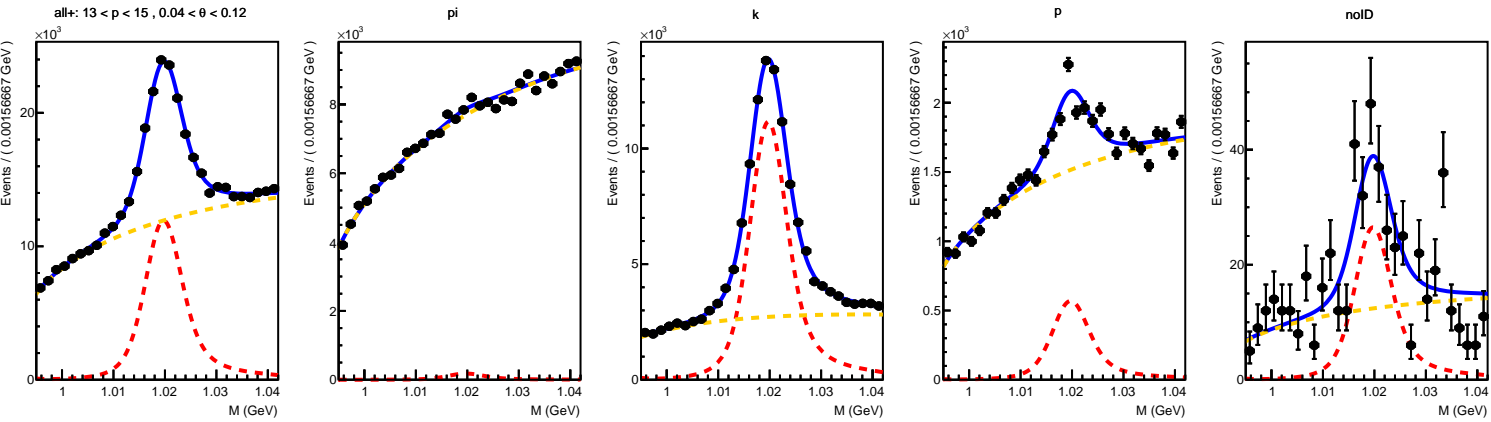 all+: 13 < p < 15 , 0.04 < θ < 0.12
×10³
Events / ( 0.00156667 GeV )
20
10
0
1 1.01 1.02 1.03 1.04
M (GeV)
pi
×10³
Events / ( 0.00156667 GeV )
8
6
4
2
0
1 1.01 1.02 1.03 1.04
M (GeV)
k
×10³
Events / ( 0.00156667 GeV )
10
5
0
1 1.01 1.02 1.03 1.04
M (GeV)
p
×10³
Events / ( 0.00156667 GeV )
2
1.5
1
0.5
0
1 1.01 1.02 1.03 1.04
M (GeV)
noID
Events / ( 0.00156667 GeV )
40
20
0
1 1.01 1.02 1.03 1.04
M (GeV)